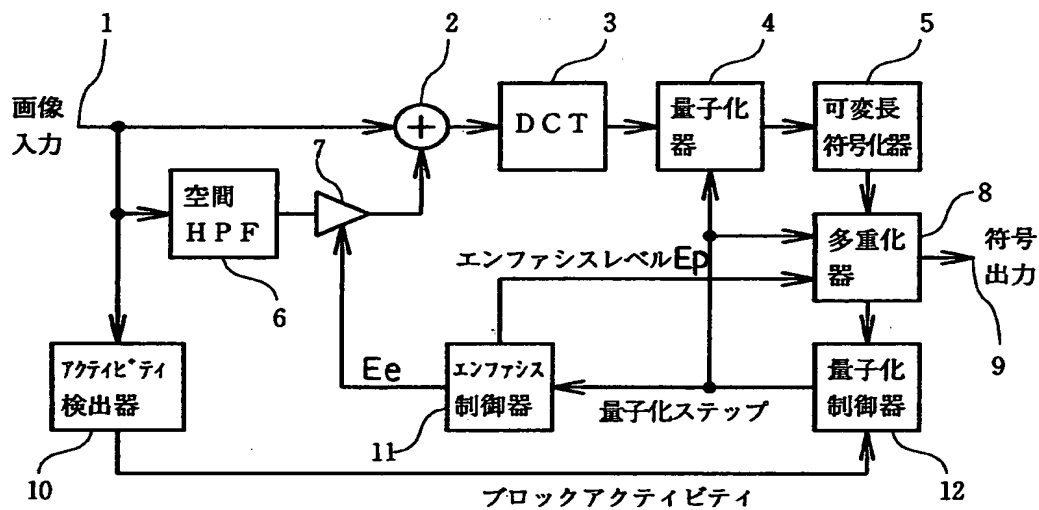 1
2
3
4
5
画像
入力
+
DCT
量子化
器
可変長
符号化器
7
空間
HPF
6
8
多重化
器
符号
出力
9
エンファシスレベルEp
アクティビティ
検出器
10
Ee
エンファシス
制御器
11
量子化ステップ
量子化
制御器
12
ブロックアクティビティ